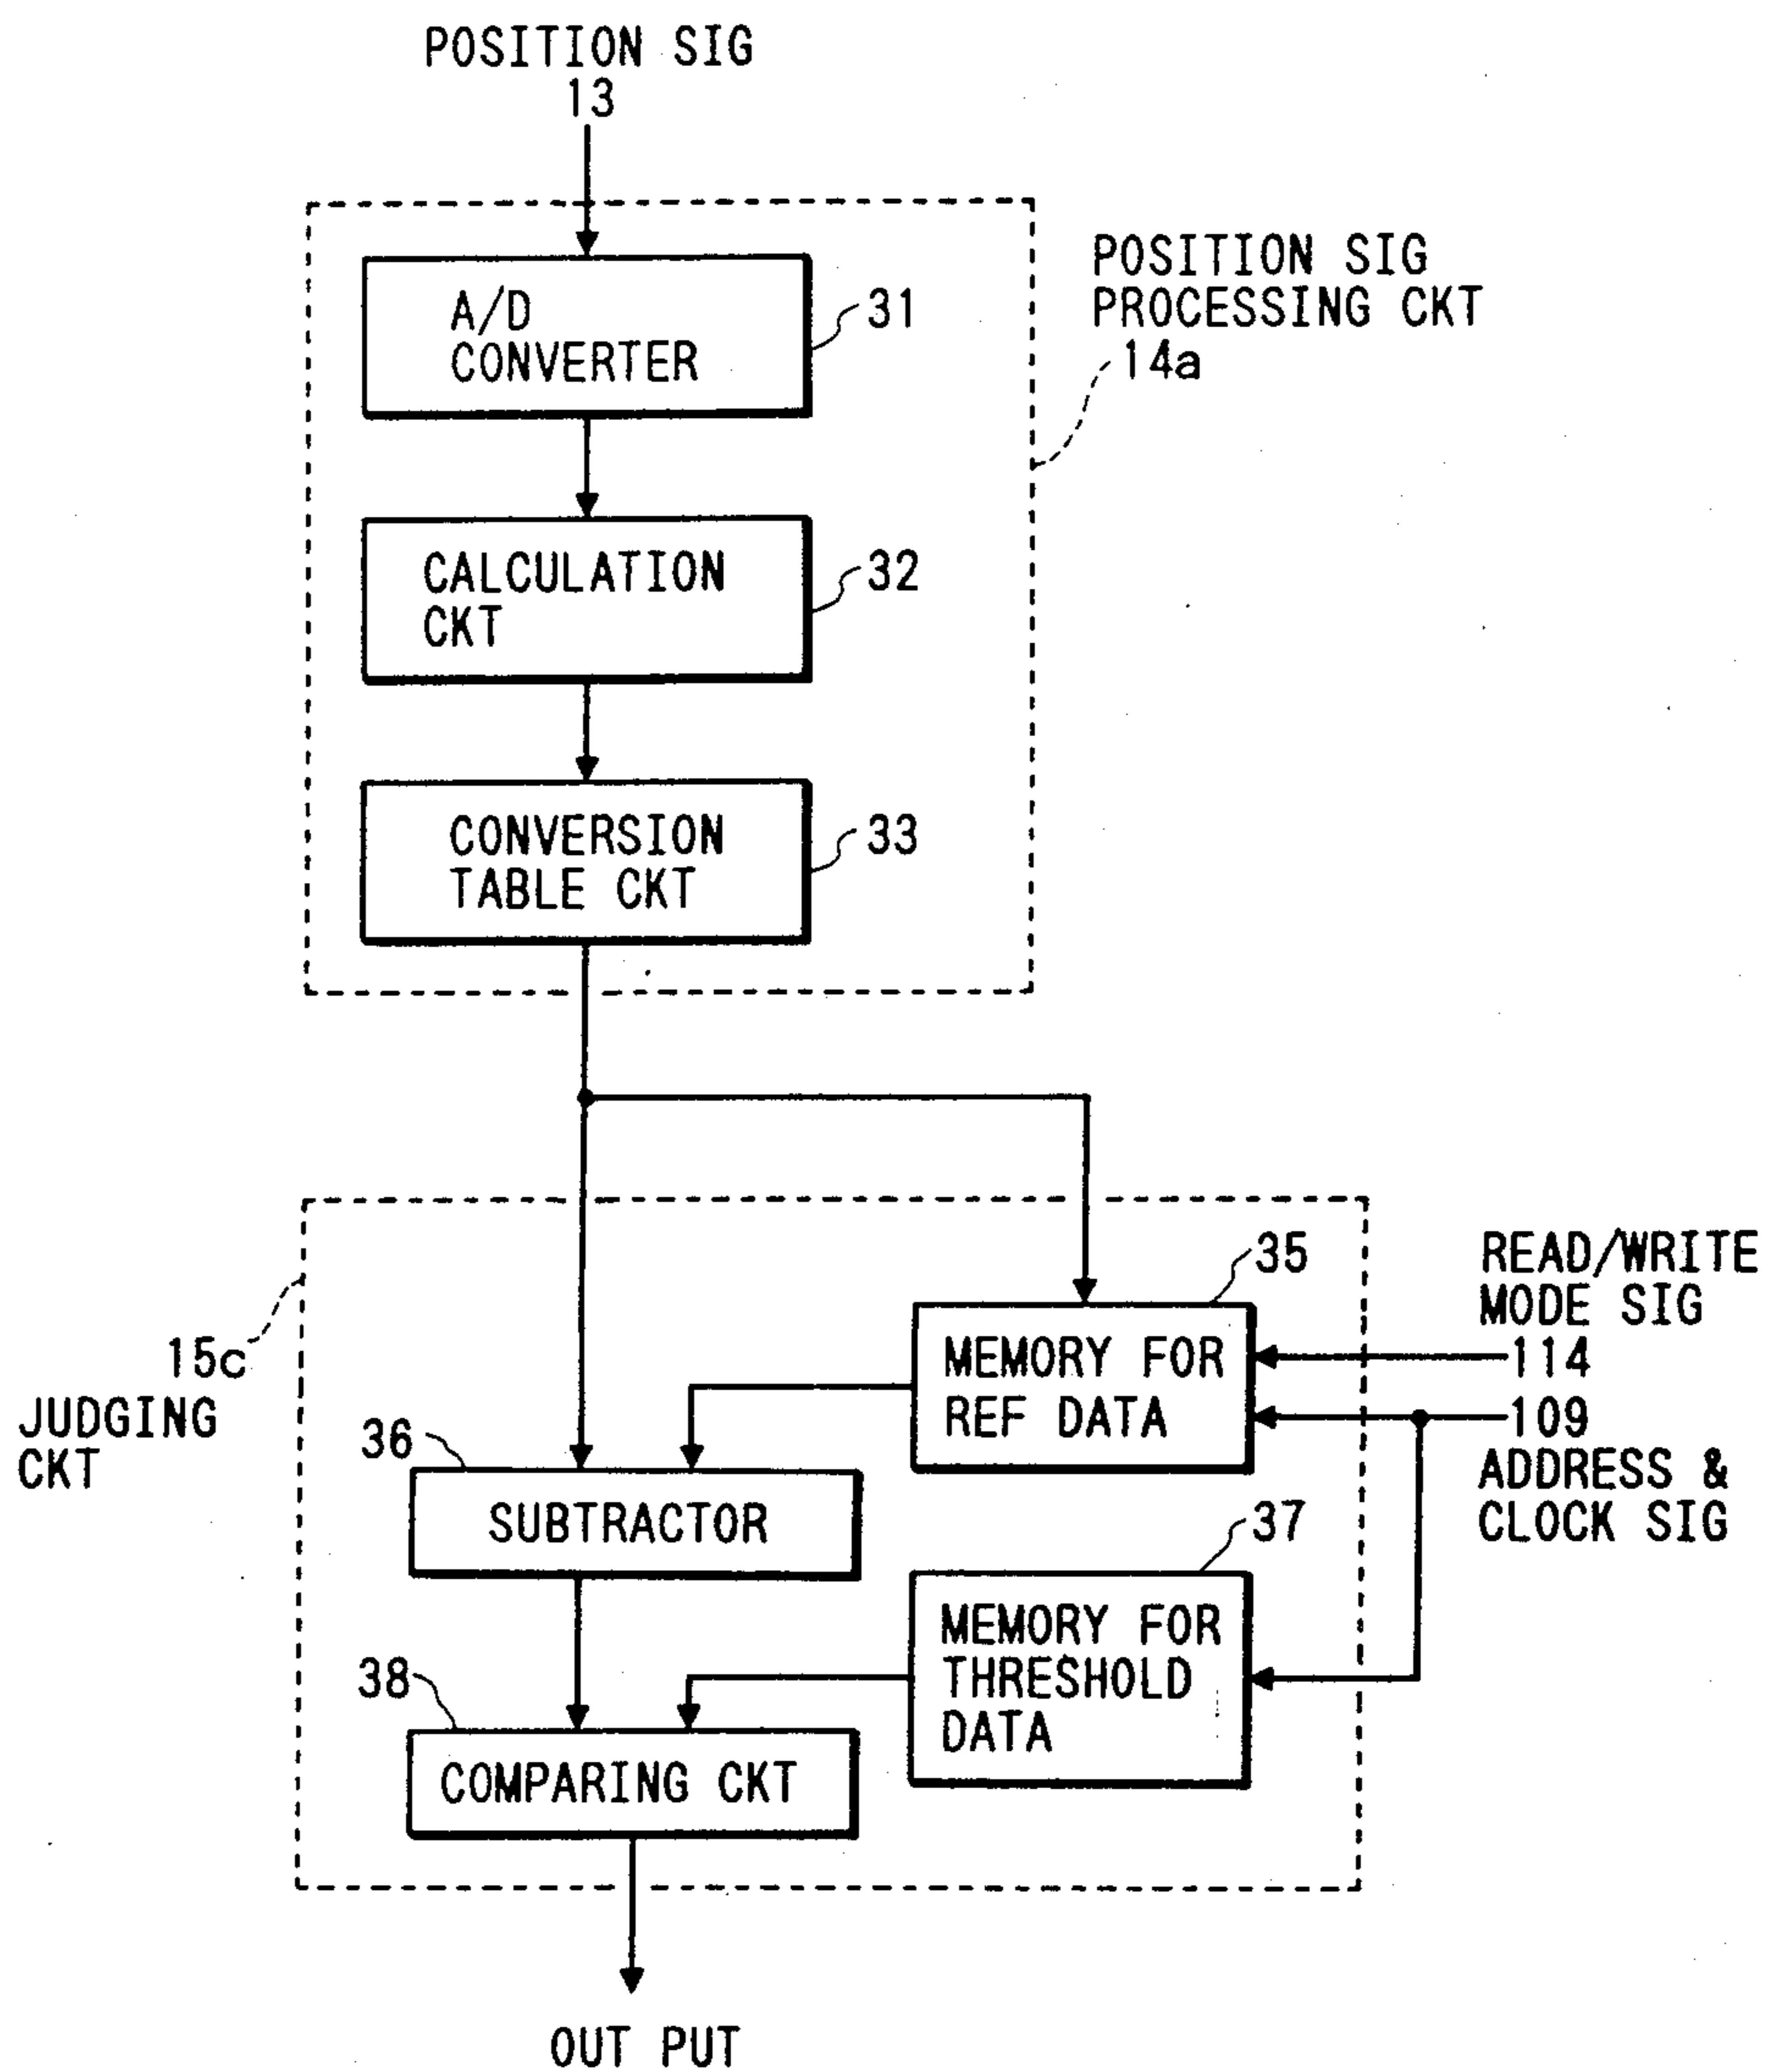 POSITION SIG
13
A/D
CONVERTER
31
POSITION SIG
PROCESSING CKT
14a
CALCULATION
CKT
32
CONVERSION
TABLE CKT
33
35
READ/WRITE
MODE SIG
114
109
ADDRESS &
CLOCK SIG
MEMORY FOR
REF DATA
15c
JUDGING
CKT
36
SUBTRACTOR
37
MEMORY FOR
THRESHOLD
DATA
38
COMPARING CKT
OUT PUT